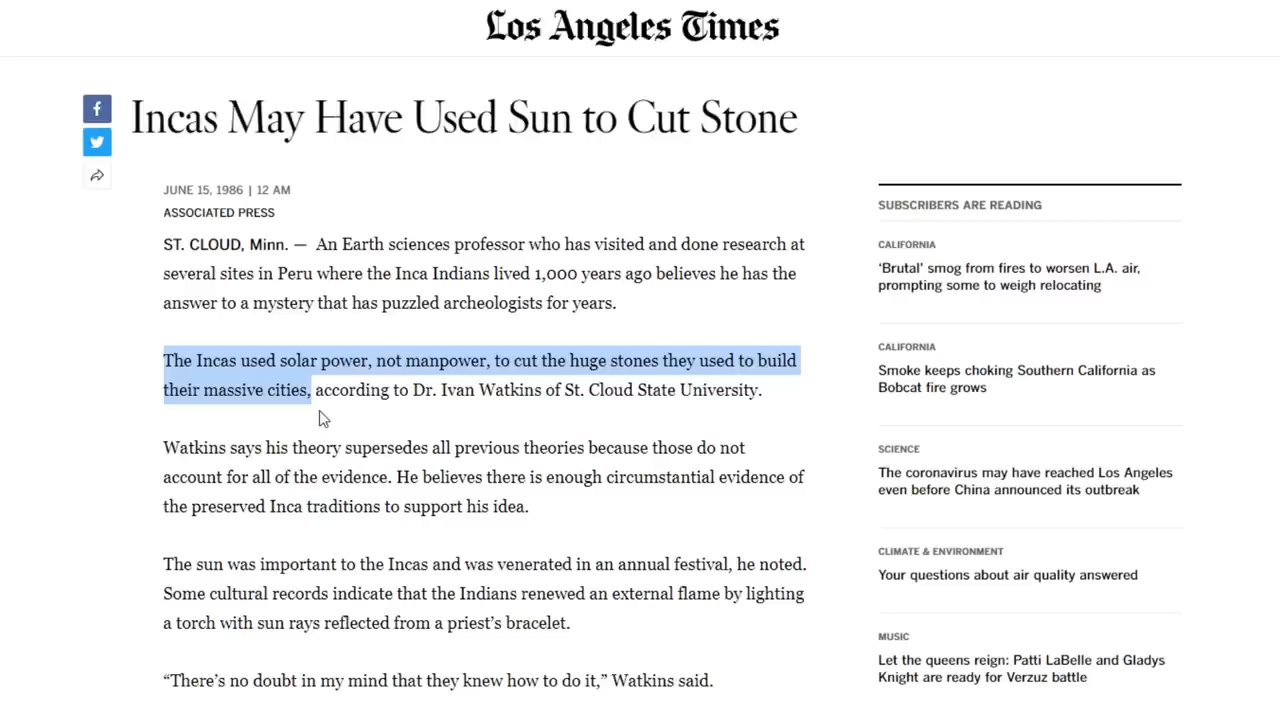 Los Angeles Times
f
Incas May Have Used Sun to Cut Stone
JUNE 15, 1986 | 12 AM
ASSOCIATED PRESS
ST. CLOUD, Minn. — An Earth sciences professor who has visited and done research at
several sites in Peru where the Inca Indians lived 1,000 years ago believes he has the
answer to a mystery that has puzzled archeologists for years.
The Incas used solar power, not manpower, to cut the huge stones they used to build
their massive cities, according to Dr. Ivan Watkins of St. Cloud State University.
Watkins says his theory supersedes all previous theories because those do not
account for all of the evidence. He believes there is enough circumstantial evidence of
the preserved Inca traditions to support his idea.
The sun was important to the Incas and was venerated in an annual festival, he noted.
Some cultural records indicate that the Indians renewed an external flame by lighting
a torch with sun rays reflected from a priest’s bracelet.
“There’s no doubt in my mind that they knew how to do it,” Watkins said.
SUBSCRIBERS ARE READING
CALIFORNIA
‘Brutal’ smog from fires to worsen L.A. air,
prompting some to weigh relocating
CALIFORNIA
Smoke keeps choking Southern California as
Bobcat fire grows
SCIENCE
The coronavirus may have reached Los Angeles
even before China announced its outbreak
CLIMATE & ENVIRONMENT
Your questions about air quality answered
MUSIC
Let the queens reign: Patti LaBelle and Gladys
Knight are ready for Verzuz battle